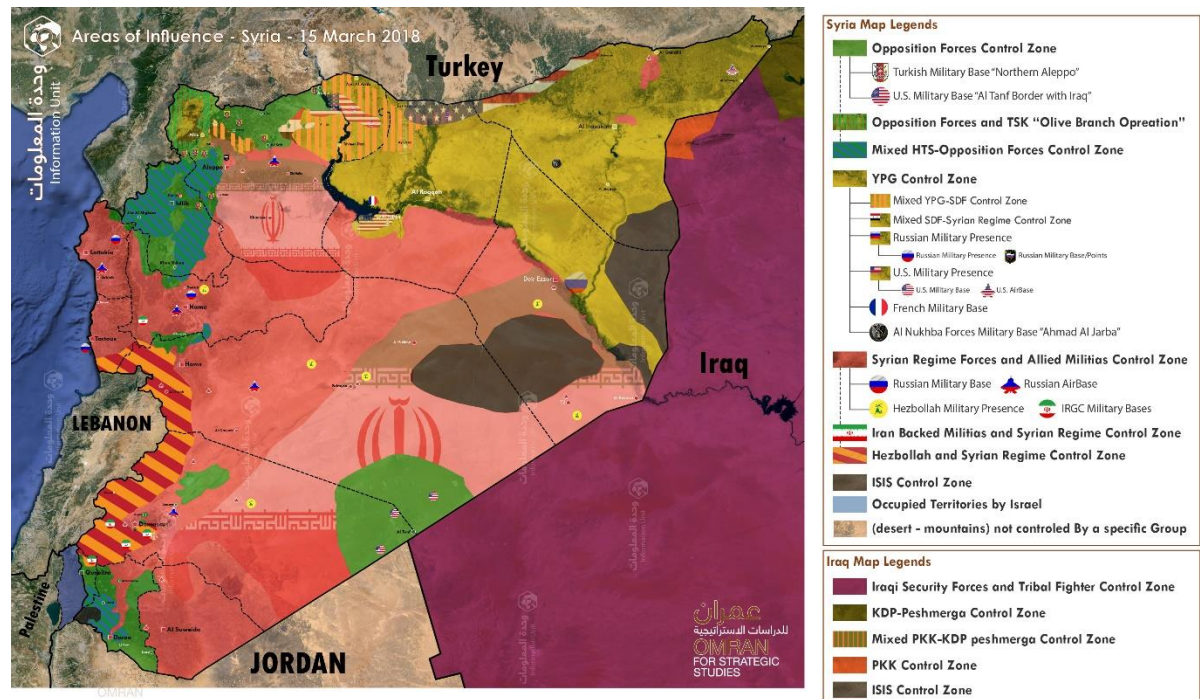 Areas of Influence - Syria - 15 March 2018
وحدة المعلومات
Information Unit
Turkey
Aleppo
Idlib
Al Raqqah
Lattakia
Hama
Deir Ezzor
Tartous
Homs
Iraq
LEBANON
Damascus
Palestine
Daraa
Al Suwaida
JORDAN
عمران
للدراسات الاستراتيجية
OMRAN
FOR STRATEGIC
STUDIES
OMRAN
Syria Map Legends
Opposition Forces Control Zone
Turkish Military Base “Northern Aleppo”
U.S. Military Base “Al Tanf Border with Iraq”
Opposition Forces and TSK “Olive Branch Opreation”
Mixed HTS-Opposition Forces Control Zone
YPG Control Zone
Mixed YPG-SDF Control Zone
Mixed SDF-Syrian Regime Control Zone
Russian Military Presence
Russian Military Presence
Russian Military Base/Points
U.S. Military Presence
U.S. Military Base
U.S. AirBase
French Military Base
Al Nukhba Forces Military Base “Ahmad Al Jarba”
Syrian Regime Forces and Allied Militias Control Zone
Russian Military Base
Russian AirBase
Hezbollah Military Presence
IRGC Military Bases
Iran Backed Militias and Syrian Regime Control Zone
Hezbollah and Syrian Regime Control Zone
ISIS Control Zone
Occupied Territories by Israel
(desert - mountains) not controled By a specific Group
Iraq Map Legends
Iraqi Security Forces and Tribal Fighter Control Zone
KDP-Peshmerga Control Zone
Mixed PKK-KDP peshmerga Control Zone
PKK Control Zone
ISIS Control Zone